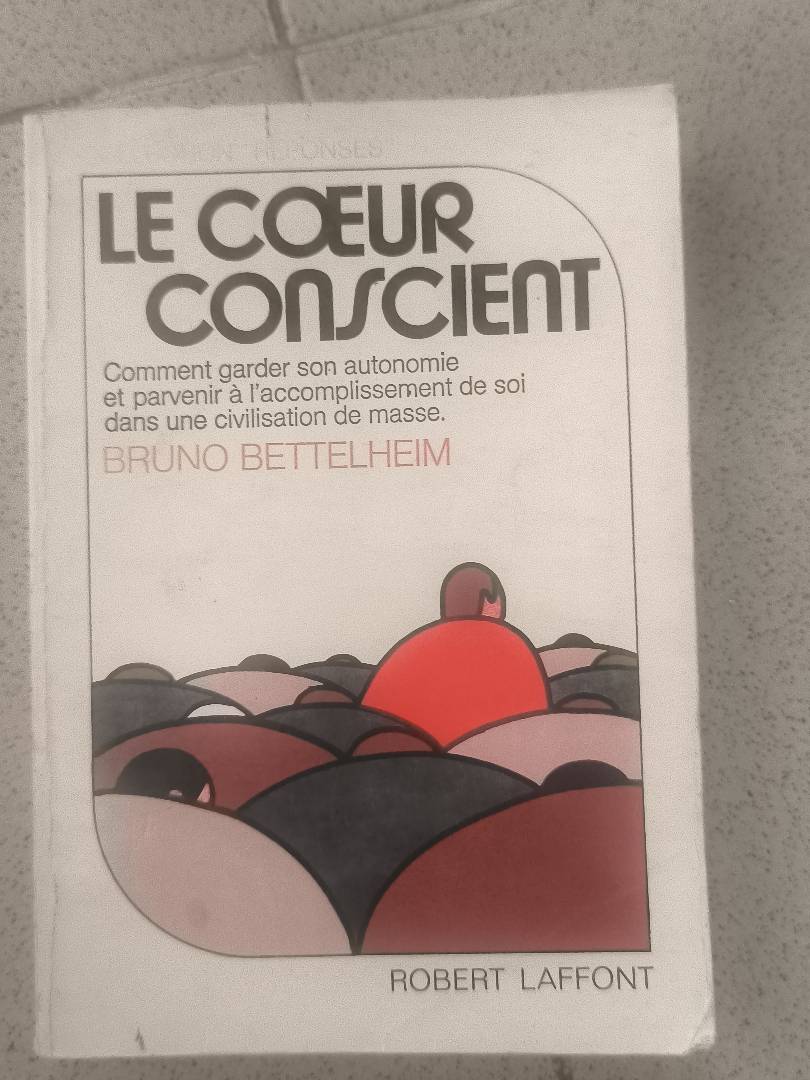 RÉPONSES
LE CŒUR
CONSCIENT
Comment garder son autonomie
et parvenir à l'accomplissement de soi
dans une civilisation de masse.
BRUNO BETTELHEIM
ROBERT LAFFONT